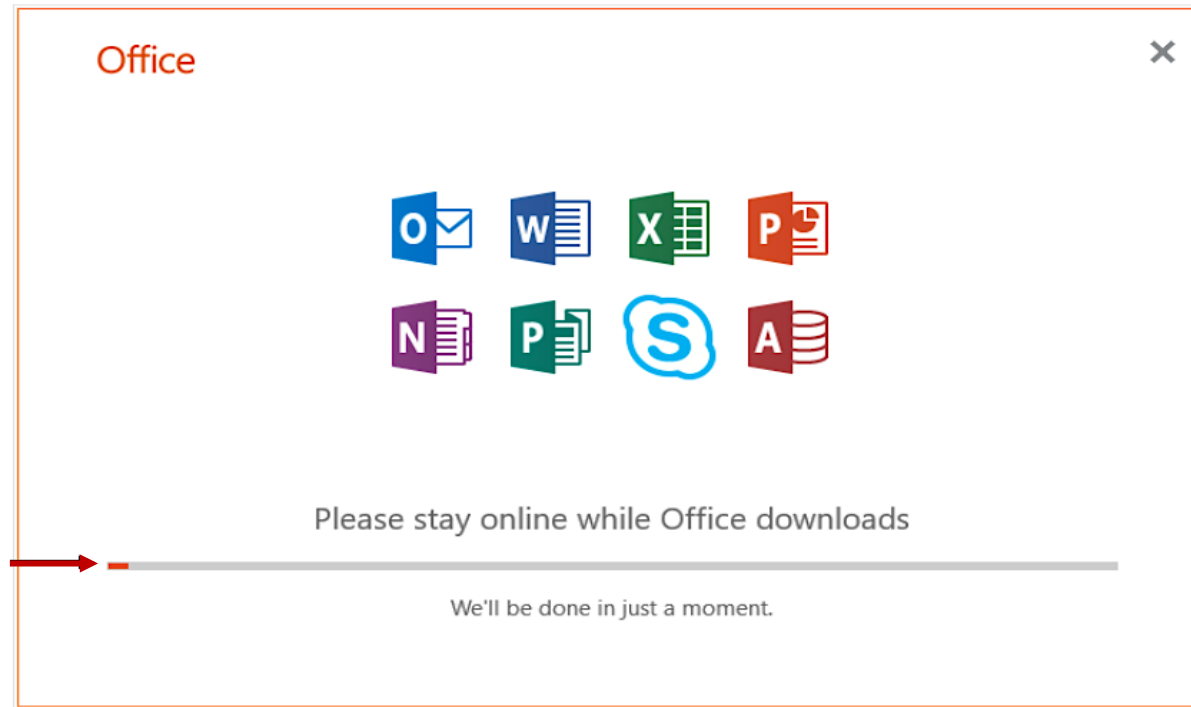 Office
O W X P
N P S A
Please stay online while Office downloads
We'll be done in just a moment.